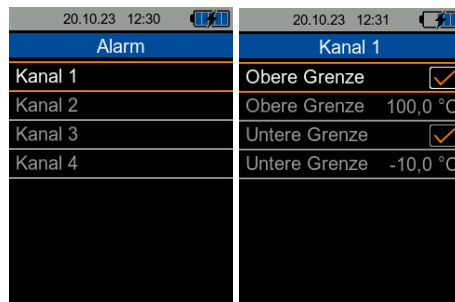 20.10.23 12:30
Alarm
Kanal 1
Kanal 2
Kanal 3
Kanal 4
20.10.23 12:31
Kanal 1
Obere Grenze
Obere Grenze 100,0 °C
Untere Grenze
Untere Grenze -10,0 °C